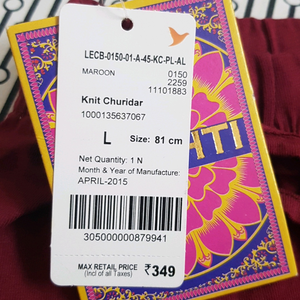 LECB-0150-01-A-45-KC-PL-AL
MAROON 0150
2259
11101883
Knit Churidar
1000135637067
L Size: 81 cm
Net Quantity: 1 N
Month & Year of Manufacture:
APRIL-2015
305000000879941
MAX RETAIL PRICE ₹349
(Incl of all Taxes)
HTI